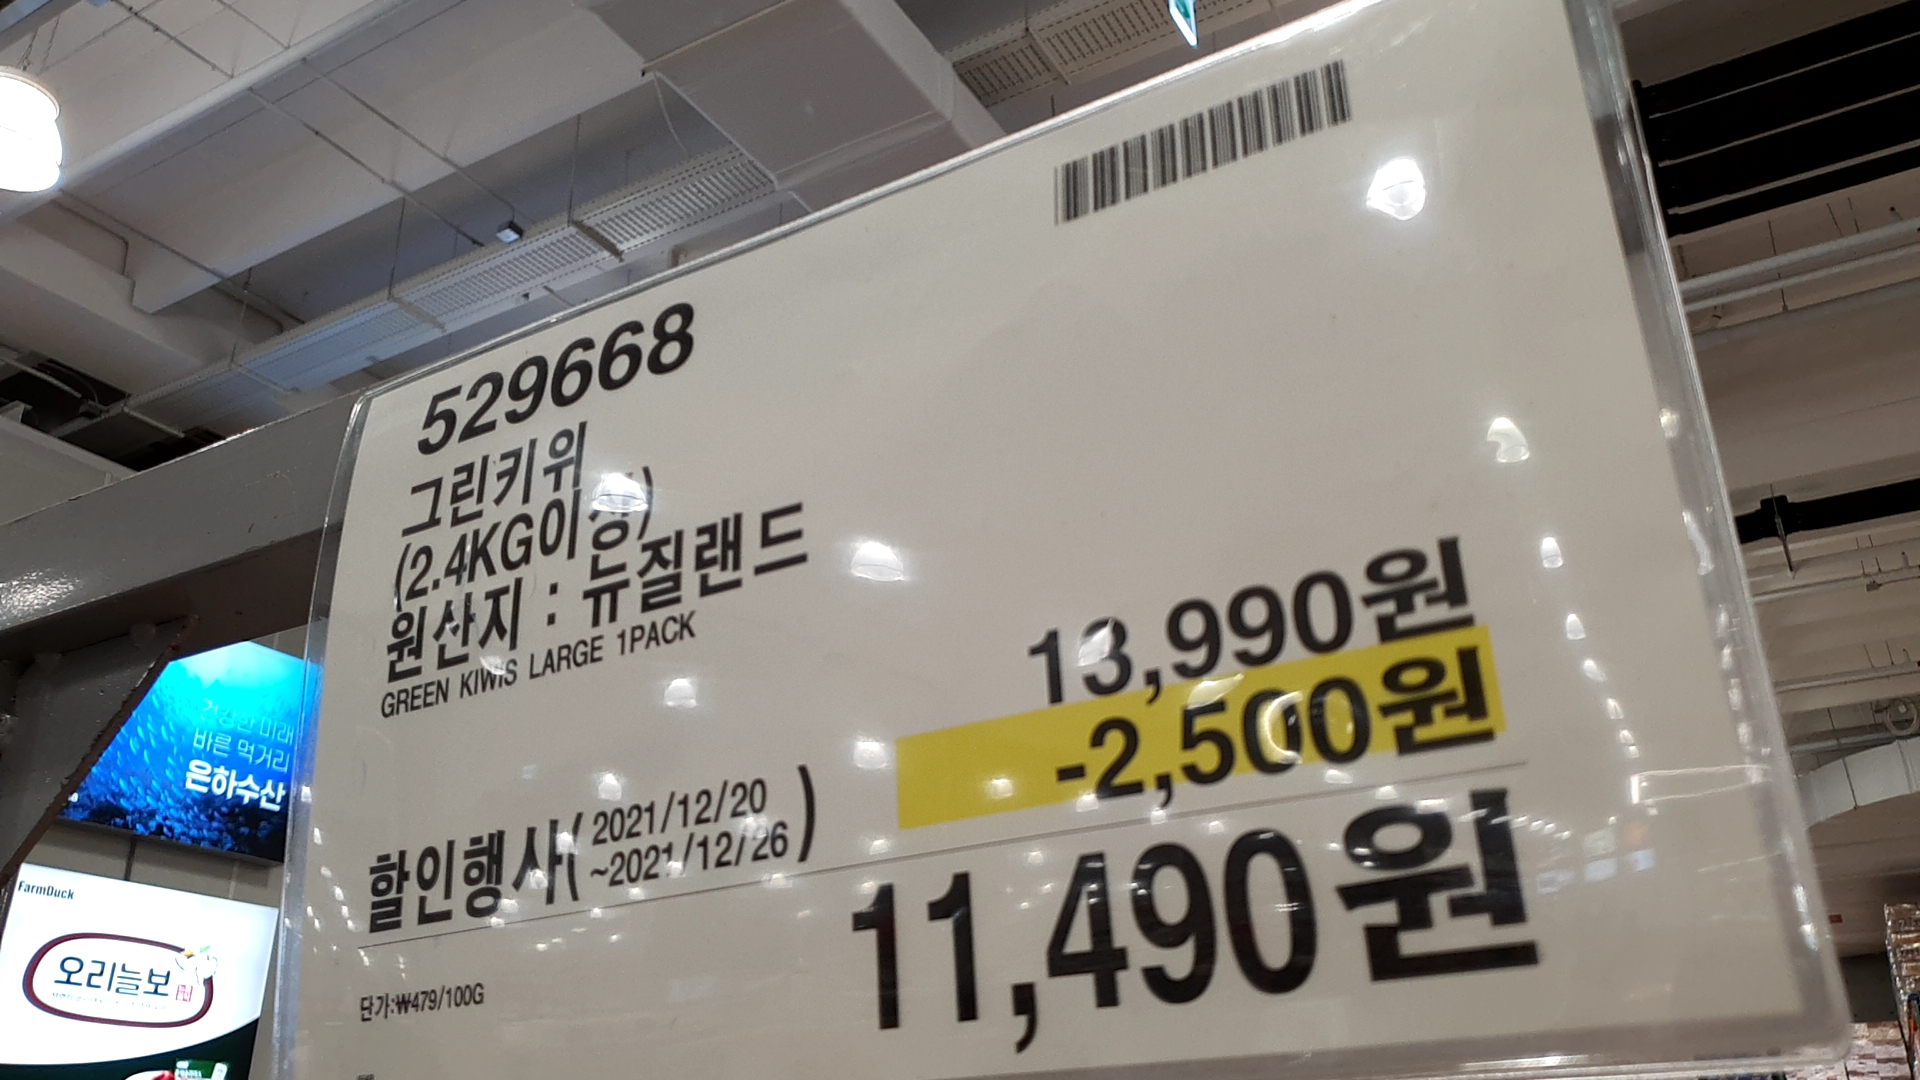 529668
그린키위
(2.4KG이상)
원산지 : 뉴질랜드
GREEN KIWIS LARGE 1PACK
13,990원
-2,500원
할인행사( 2021/12/20
~2021/12/26 )
11,490원
단가:₩479/100G
건강한 미래
바른 먹거리
은하수산
FarmDuck
오리늘보